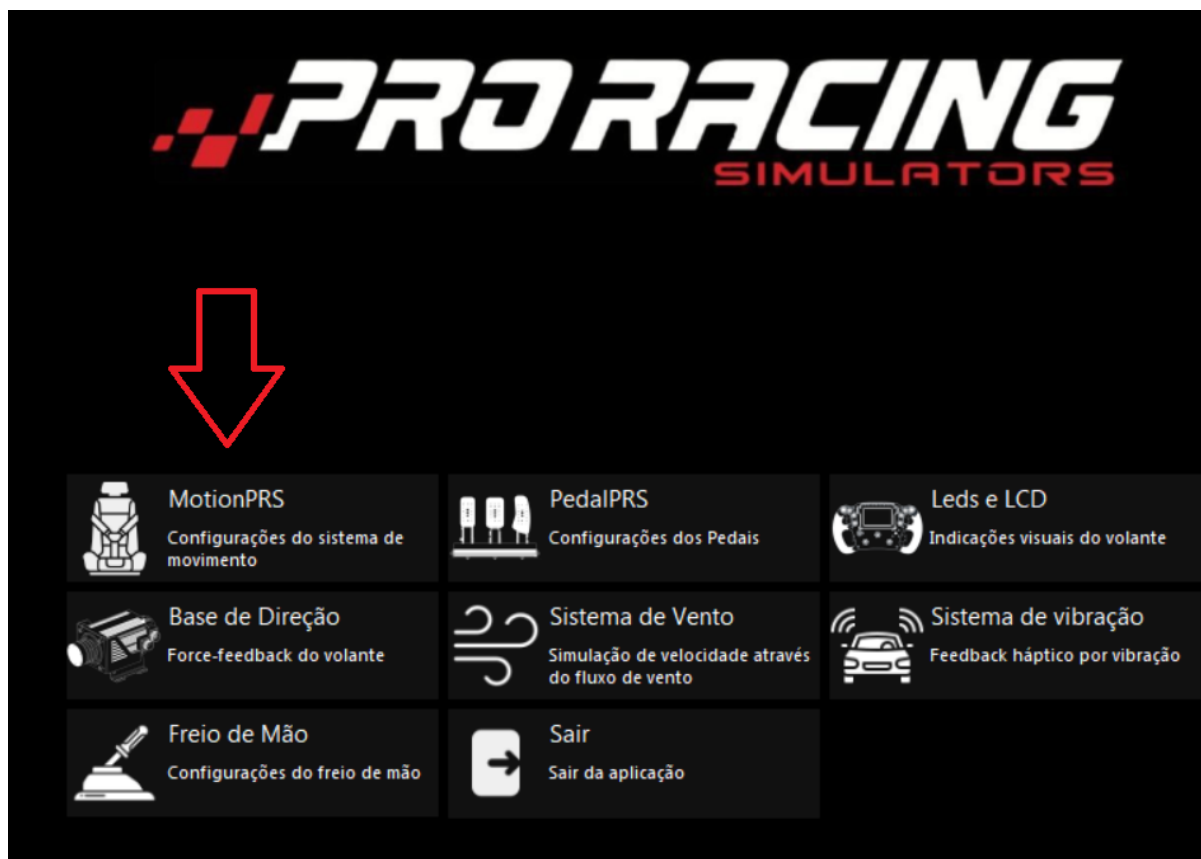 PRO RACING
SIMULATORS
MotionPRS
Configurações do sistema de
movimento
PedalPRS
Configurações dos Pedais
Leds e LCD
Indicações visuais do volante
Base de Direção
Force-feedback do volante
Sistema de Vento
Simulação de velocidade através
do fluxo de vento
Sistema de vibração
Feedback háptico por vibração
Freio de Mão
Configurações do freio de mão
Sair
Sair da aplicação